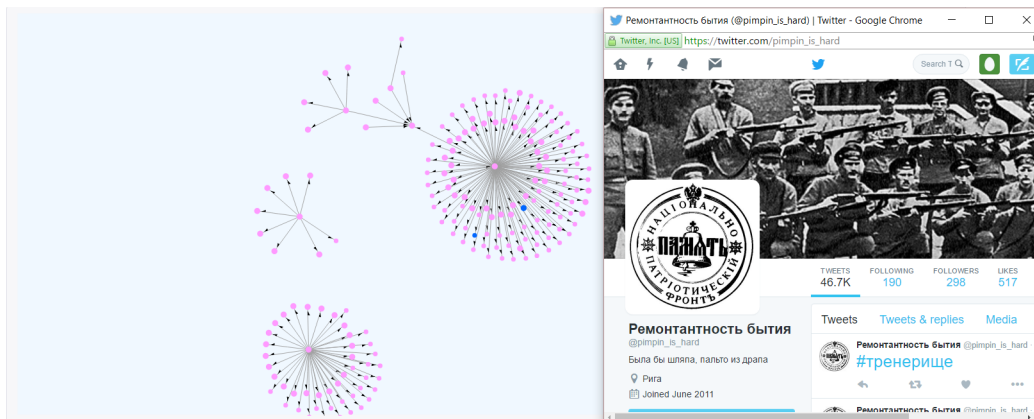 Ремонтантность бытия (@pimpin_is_hard) | Twitter - Google Chrome
Twitter, Inc. [US] https://twitter.com/pimpin_is_hard
Search T
НАЦІОНАЛЬНО
ПАМЯТЬ
ПАТРІОТИЧЕСКІЙ
ФРОНТЪ
TWEETS FOLLOWING FOLLOWERS LIKES
46.7K 190 298 517
Ремонтантность бытия
@pimpin_is_hard
Была бы шляпа, пальто из драпа
Рига
Joined June 2011
Tweets Tweets & replies Media
Ремонтантность бытия @pimpin_is_hard ·
#тренерище
Ремонтантность бытия @pimpin_is_hard ·